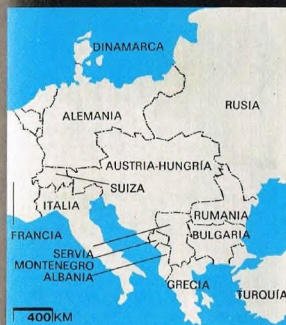 DINAMARCA
RUSIA
ALEMANIA
AUSTRIA-HUNGRÍA
SUIZA
ITALIA
RUMANIA
FRANCIA
BULGARIA
SERVIA
MONTENEGRO
ALBANIA
GRECIA
TURQUÍA
400 KM